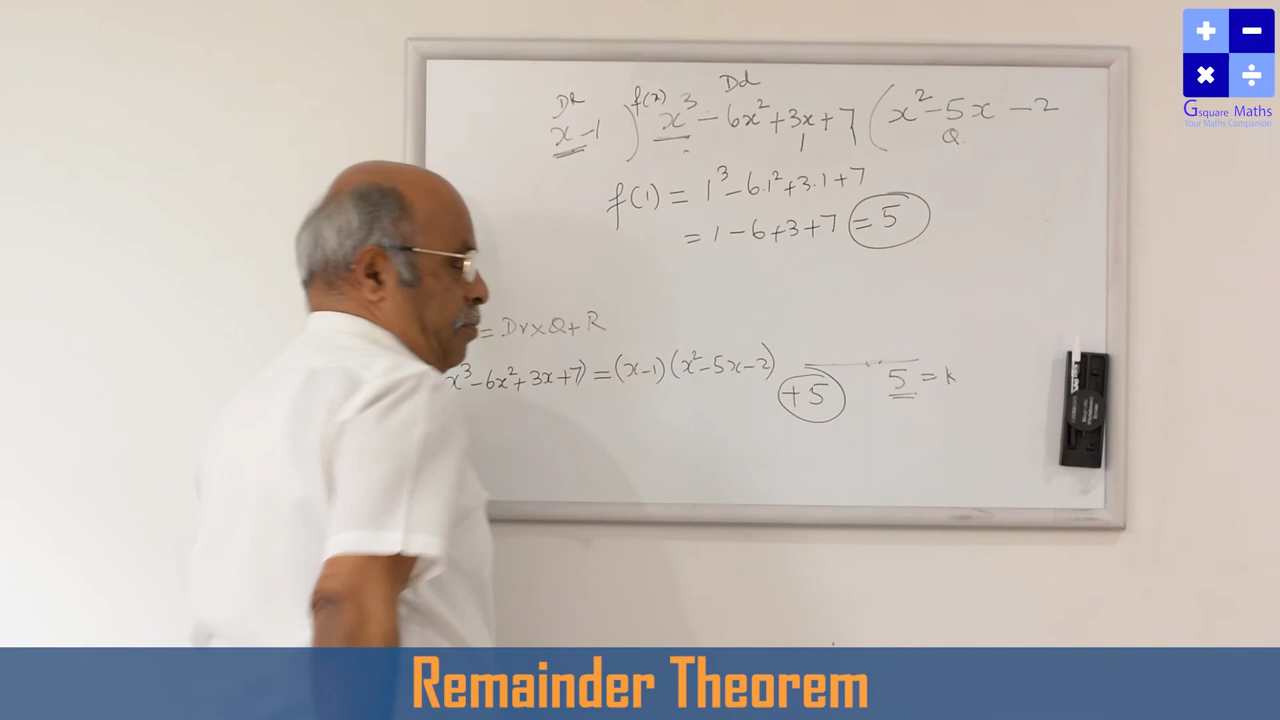 + −
× ÷
Gsquare Maths
Your Maths Companion
Dr f(x) Dd
x-1 ) x³ - 6x² + 3x + 7 ( x² - 5x - 2
1 Q
f(1) = 1³ - 6.1² + 3.1 + 7
= 1 - 6 + 3 + 7 = 5
= Dr x Q + R
x³ - 6x² + 3x + 7) = (x-1) (x² - 5x - 2)
+ 5 5 =
Remainder Theorem